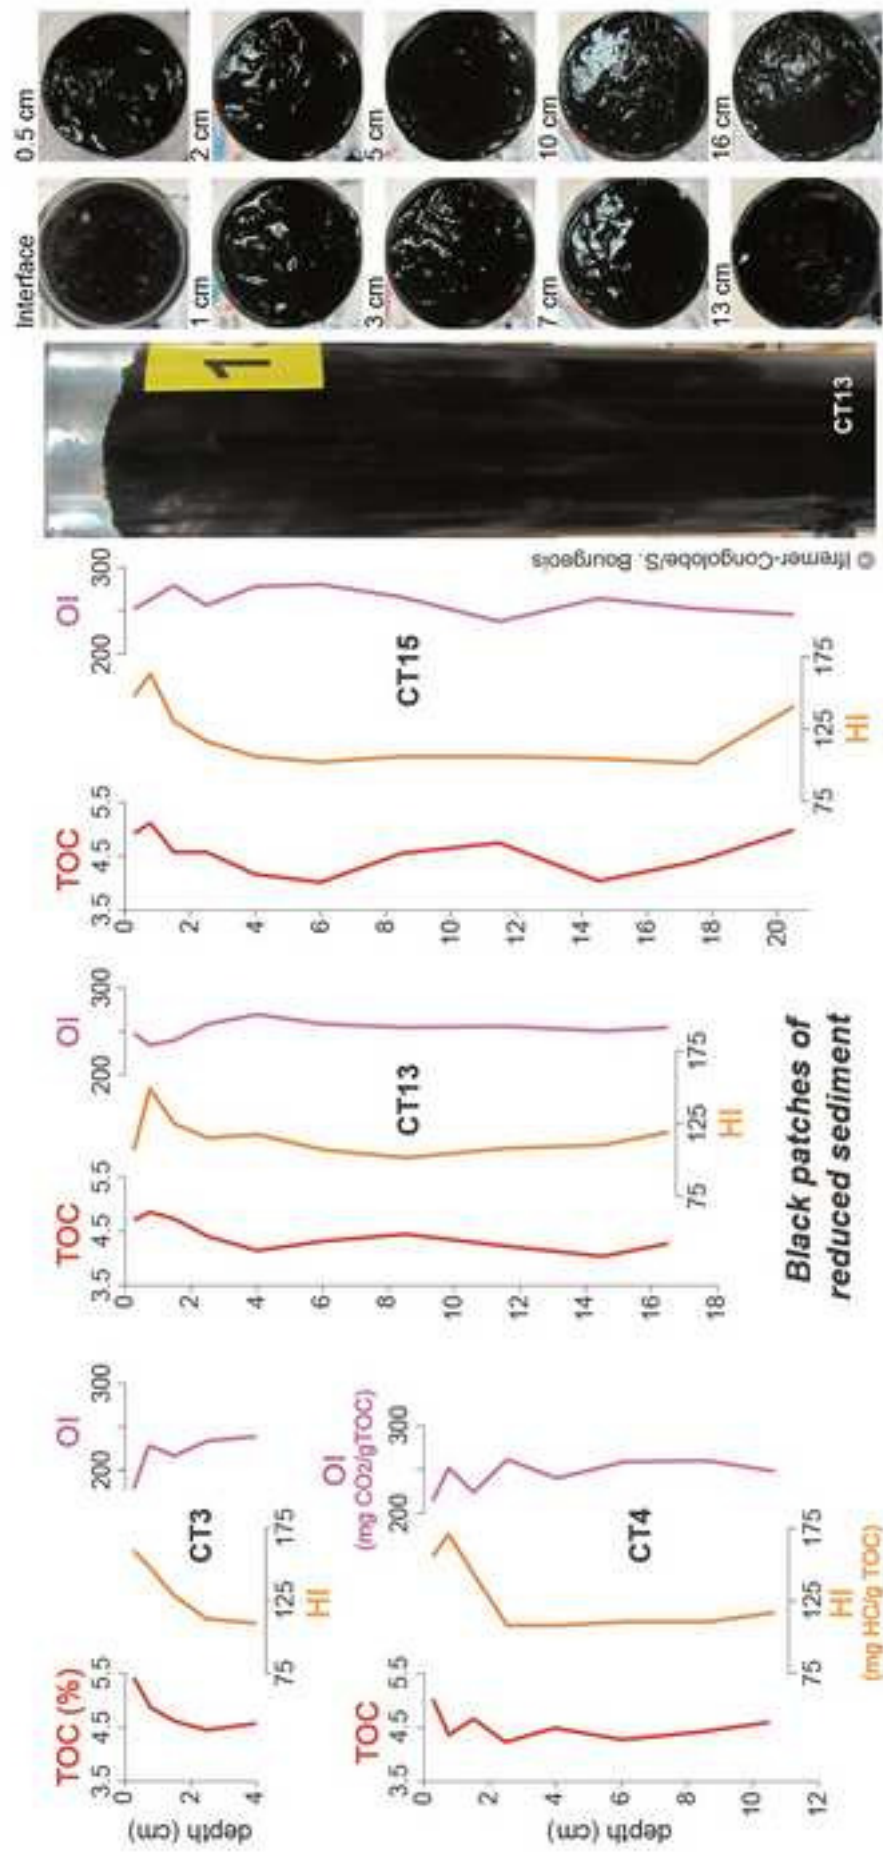 TOC (%)
3.5 4.5 5.5
OI
200 300
0
2
4
depth (cm)
CT3
75 125 175
HI
TOC
3.5 4.5 5.5
OI
(mg CO2/gTOC)
200 300
0
2
4
6
8
10
12
depth (cm)
CT4
75 125 175
HI
(mg HC/g TOC)
TOC
3.5 4.5 5.5
OI
200 300
0
2
4
6
8
10
12
14
16
18
CT13
75 125 175
HI
Black patches of
reduced sediment
TOC
3.5 4.5 5.5
OI
200 300
0
2
4
6
8
10
12
14
16
18
20
CT15
75 125 175
HI
© Ifremer-Congolobe/S. Bourgeois
1
CT13
Interface
0.5 cm
1 cm
2 cm
3 cm
5 cm
7 cm
10 cm
13 cm
16 cm